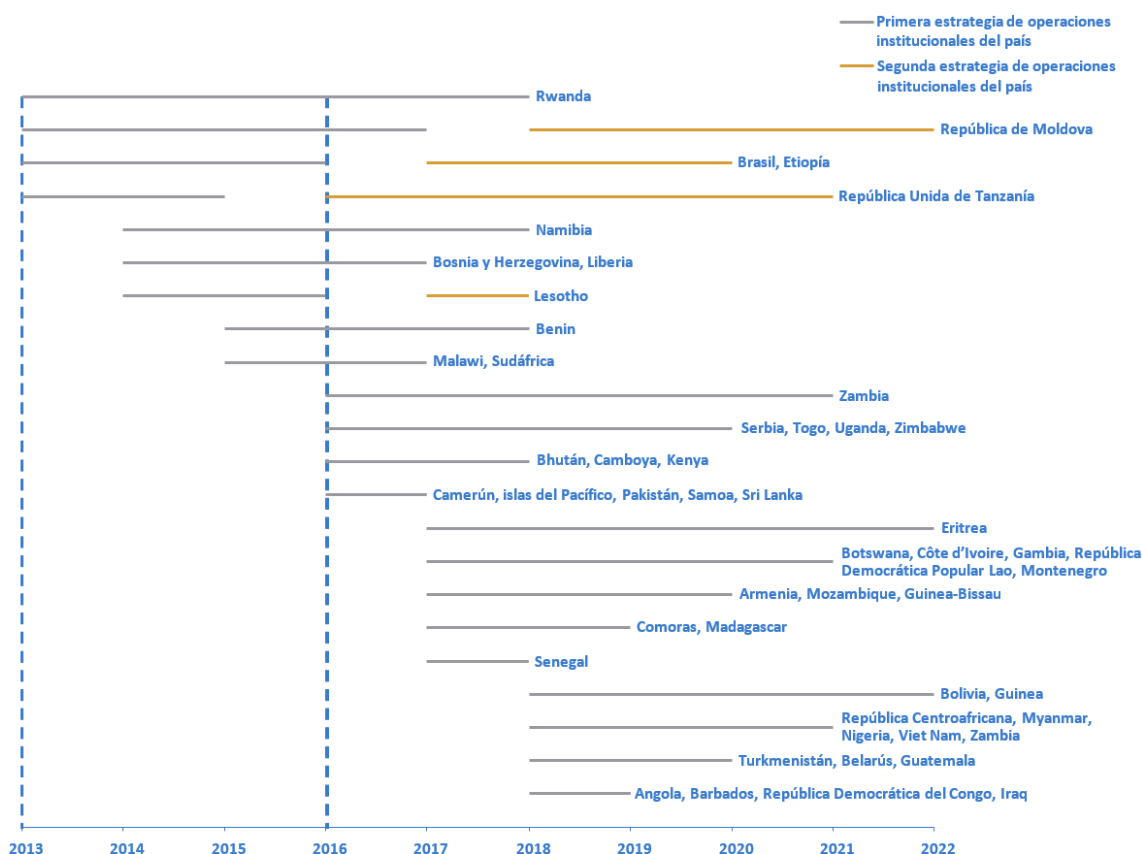 Primera estrategia de operaciones
institucionales del país
Segunda estrategia de operaciones
institucionales del país
Rwanda
República de Moldova
Brasil, Etiopía
República Unida de Tanzanía
Namibia
Bosnia y Herzegovina, Liberia
Lesotho
Benin
Malawi, Sudáfrica
Zambia
Serbia, Togo, Uganda, Zimbabwe
Bhután, Camboya, Kenya
Camerún, islas del Pacífico, Pakistán, Samoa, Sri Lanka
Eritrea
Botswana, Côte d’Ivoire, Gambia, República
Democrática Popular Lao, Montenegro
Armenia, Mozambique, Guinea-Bissau
Comoras, Madagascar
Senegal
Bolivia, Guinea
República Centroafricana, Myanmar,
Nigeria, Viet Nam, Zambia
Turkmenistán, Belarús, Guatemala
Angola, Barbados, República Democrática del Congo, Iraq
2013 2014 2015 2016 2017 2018 2019 2020 2021 2022